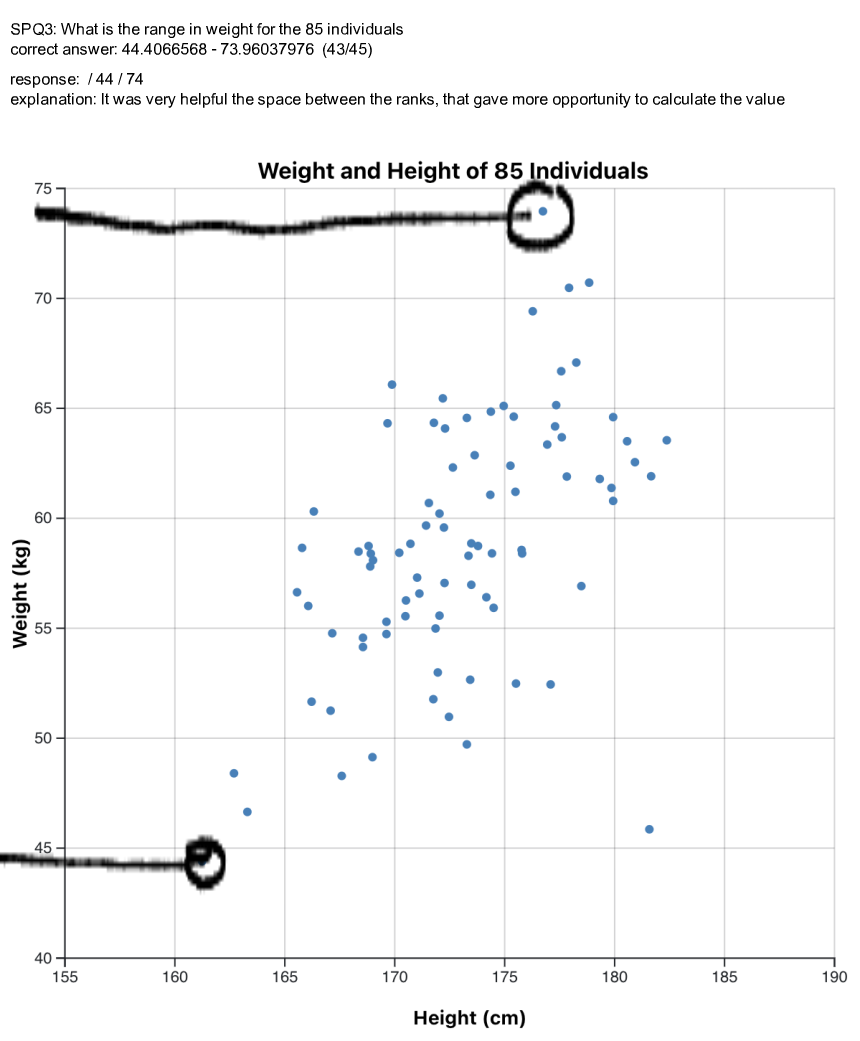 SPQ3: What is the range in weight for the 85 individuals
correct answer: 44.4066568 - 73.96037976  (43/45)
response:  / 44 / 74
explanation: It was very helpful the space between the ranks, that gave more opportunity to calculate the value
Weight and Height of 85 Individuals
75
70
65
60
55
50
45
40
Weight (kg)
155 160 165 170 175 180 185 190
Height (cm)